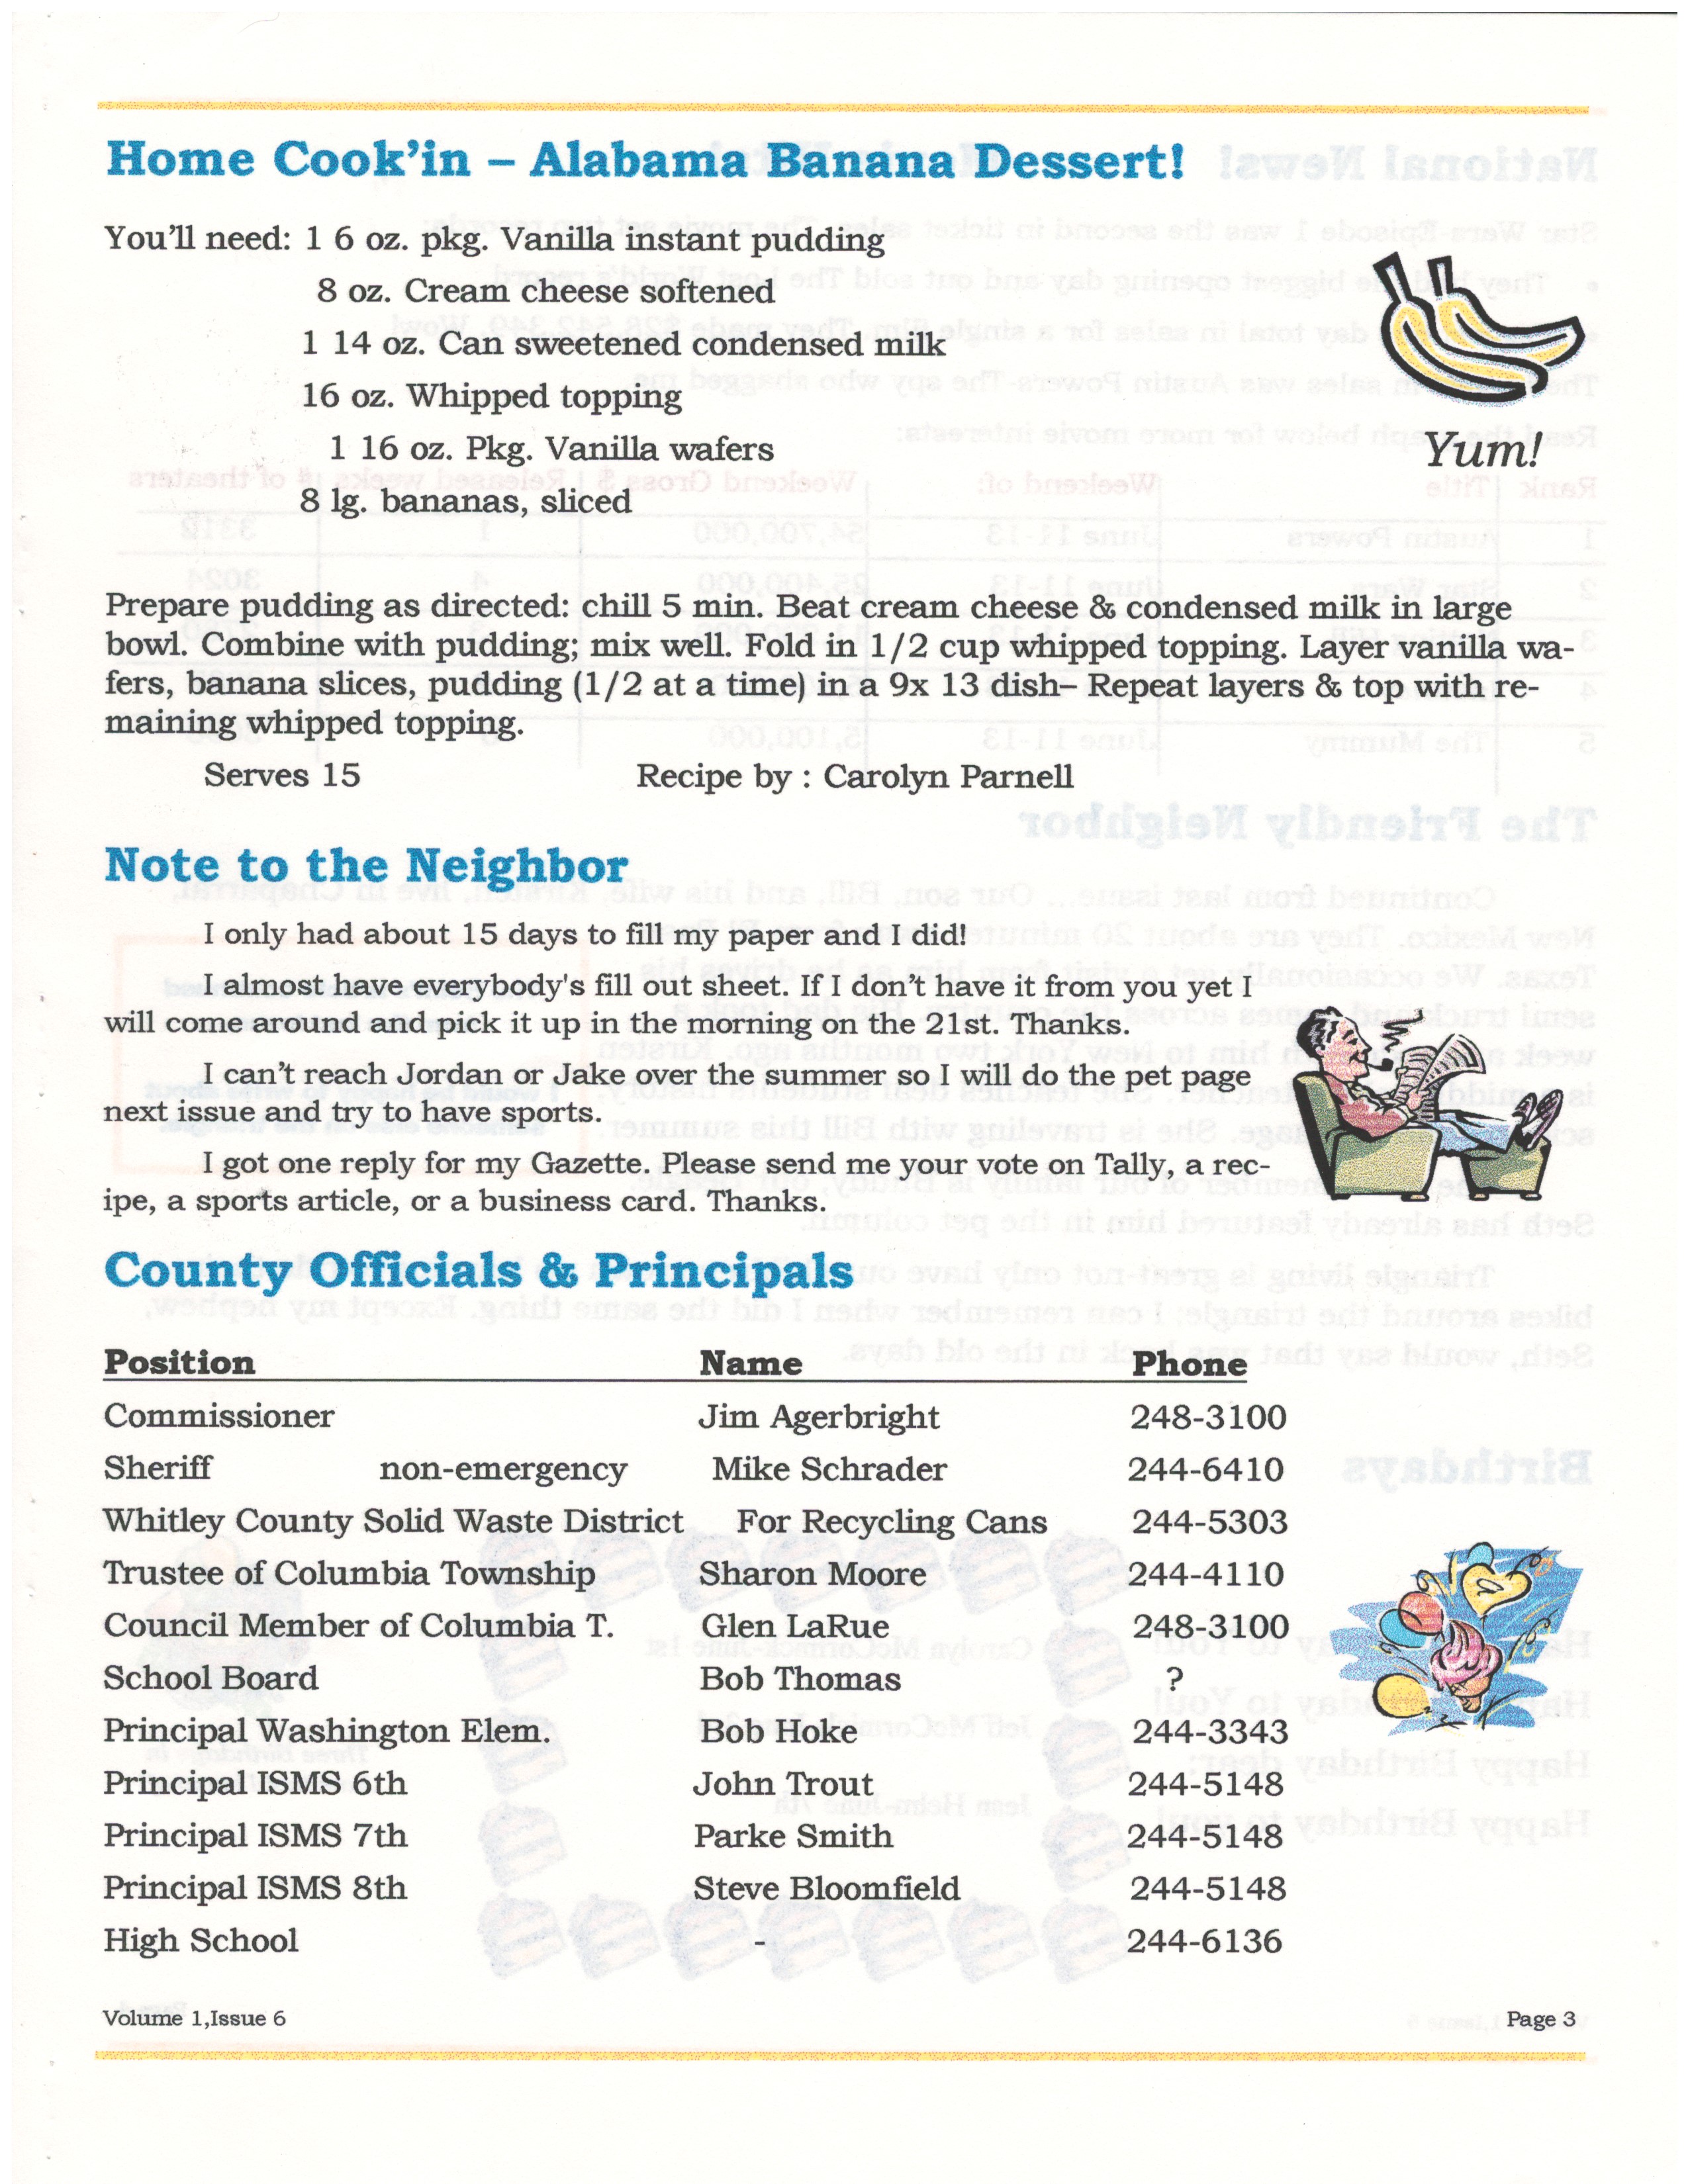 Home Cook'in – Alabama Banana Dessert!
You'll need: 1 6 oz. pkg. Vanilla instant pudding
8 oz. Cream cheese softened
1 14 oz. Can sweetened condensed milk
16 oz. Whipped topping
1 16 oz. Pkg. Vanilla wafers
8 lg. bananas, sliced
Yum!
Prepare pudding as directed: chill 5 min. Beat cream cheese & condensed milk in large
bowl. Combine with pudding; mix well. Fold in 1/2 cup whipped topping. Layer vanilla wa-
fers, banana slices, pudding (1/2 at a time) in a 9x 13 dish– Repeat layers & top with re-
maining whipped topping.
Serves 15 Recipe by : Carolyn Parnell
Note to the Neighbor
I only had about 15 days to fill my paper and I did!
I almost have everybody's fill out sheet. If I don't have it from you yet I
will come around and pick it up in the morning on the 21st. Thanks.
I can't reach Jordan or Jake over the summer so I will do the pet page
next issue and try to have sports.
I got one reply for my Gazette. Please send me your vote on Tally, a rec-
ipe, a sports article, or a business card. Thanks.
County Officials & Principals
Position Name Phone
Commissioner Jim Agerbright 248-3100
Sheriff non-emergency Mike Schrader 244-6410
Whitley County Solid Waste District For Recycling Cans 244-5303
Trustee of Columbia Township Sharon Moore 244-4110
Council Member of Columbia T. Glen LaRue 248-3100
School Board Bob Thomas ?
Principal Washington Elem. Bob Hoke 244-3343
Principal ISMS 6th John Trout 244-5148
Principal ISMS 7th Parke Smith 244-5148
Principal ISMS 8th Steve Bloomfield 244-5148
High School - 244-6136
Volume 1,Issue 6 Page 3